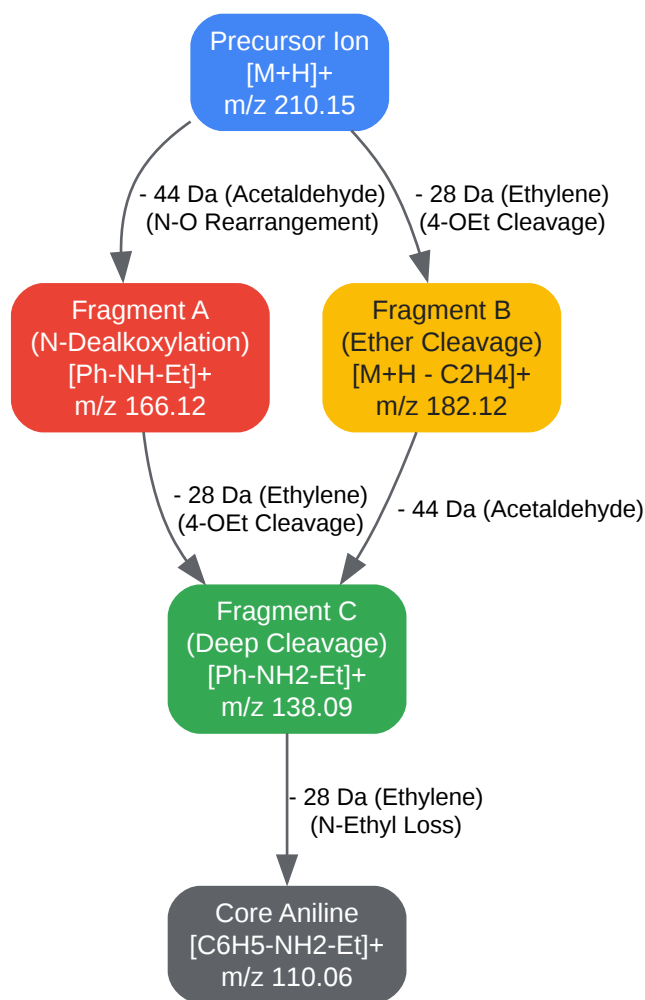 Precursor Ion
[M+H]+
m/z 210.15
- 44 Da (Acetaldehyde)
(N-O Rearrangement)
- 28 Da (Ethylene)
(4-OEt Cleavage)
Fragment A
(N-Dealkoxylation)
[Ph-NH-Et]+
m/z 166.12
Fragment B
(Ether Cleavage)
[M+H - C2H4]+
m/z 182.12
- 28 Da (Ethylene)
(4-OEt Cleavage)
- 44 Da (Acetaldehyde)
Fragment C
(Deep Cleavage)
[Ph-NH2-Et]+
m/z 138.09
- 28 Da (Ethylene)
(N-Ethyl Loss)
Core Aniline
[C6H5-NH2-Et]+
m/z 110.06